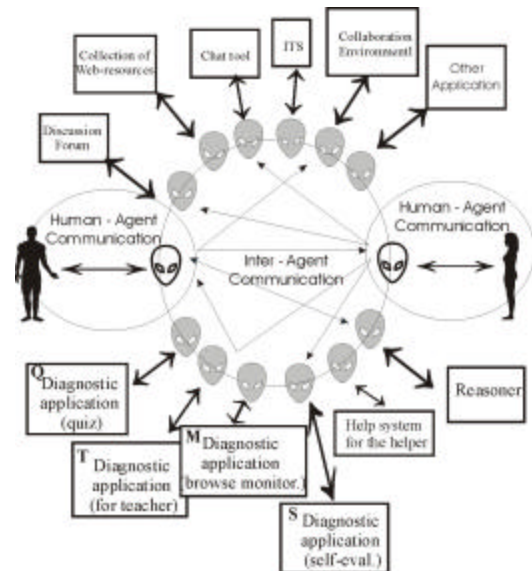 Collection of
Web-resources
Chat tool
ITS
Collaboration
Environment!
Other
Application
Discussion
Forum
Human - Agent
Communication
Human - Agent
Communication
Inter - Agent
Communication
Q
Diagnostic
application
(quiz)
T
Diagnostic
application
(for teacher)
M
Diagnostic
application
(browse monitor.)
S
Diagnostic
application
(self-eval.)
Help system
for the helper
Reasoner